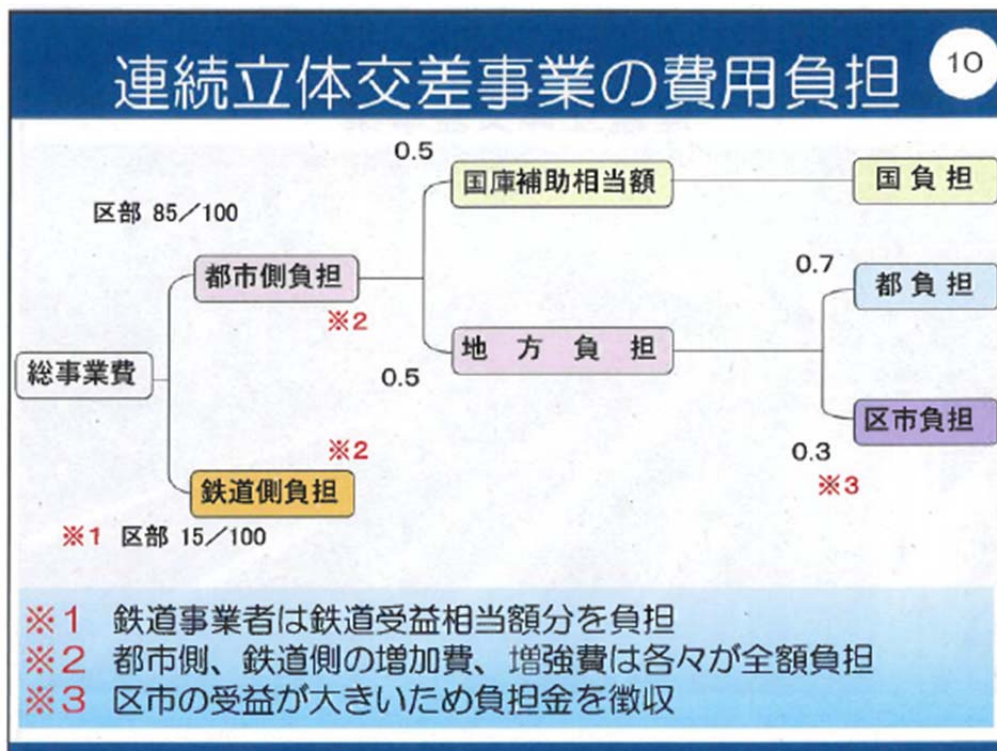 連続立体交差事業の費用負担
10
0.5
国庫補助相当額
国負担
区部 85／100
都市側負担
※2
0.7
都負担
地方負担
総事業費
0.5
区市負担
※2
0.3
鉄道側負担
※3
※1 区部 15／100
※1 鉄道事業者は鉄道受益相当額分を負担
※2 都市側、鉄道側の増加費、増強費は各々が全額負担
※3 区市の受益が大きいため負担金を徴収